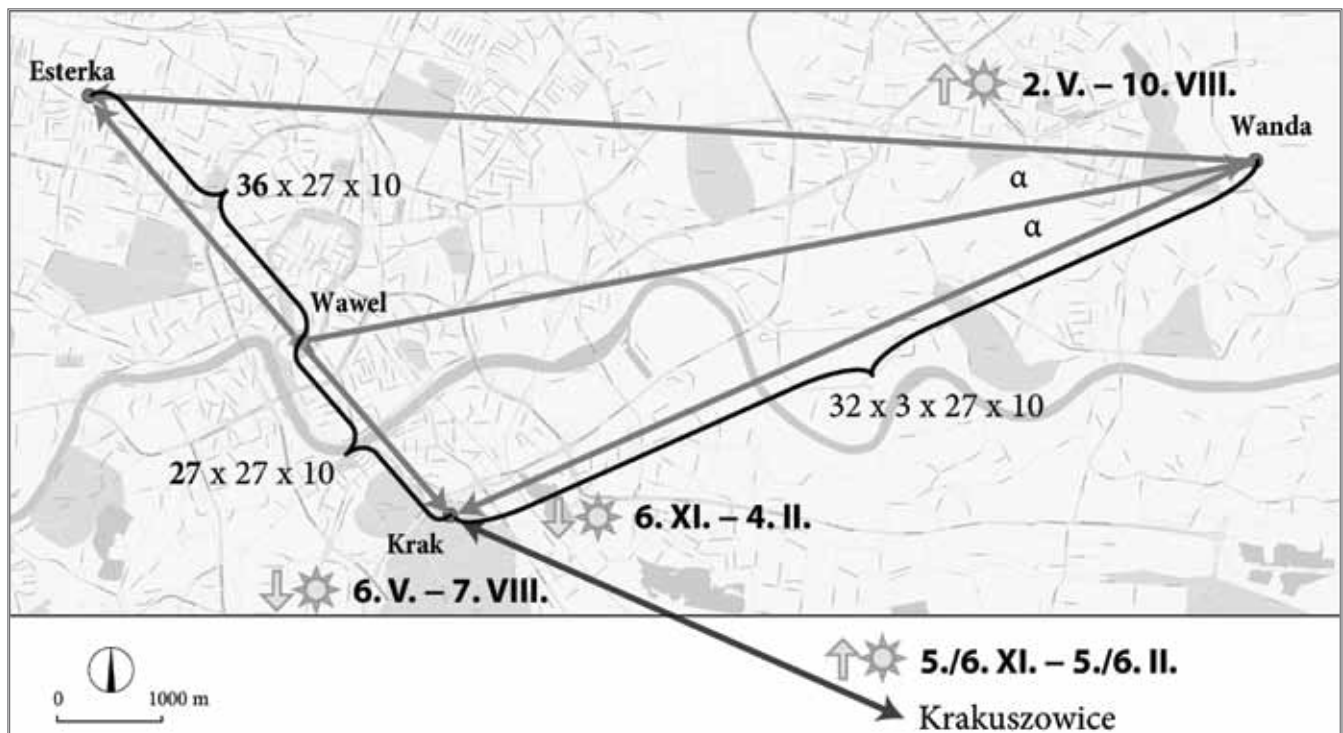 Esterka
2. V. – 10. VIII.
Wanda
36 x 27 x 10
α
α
Wawel
32 x 3 x 27 x 10
27 x 27 x 10
6. XI. – 4. II.
Krak
6. V. – 7. VIII.
5./6. XI. – 5./6. II.
0 1000 m
Krakuszowice